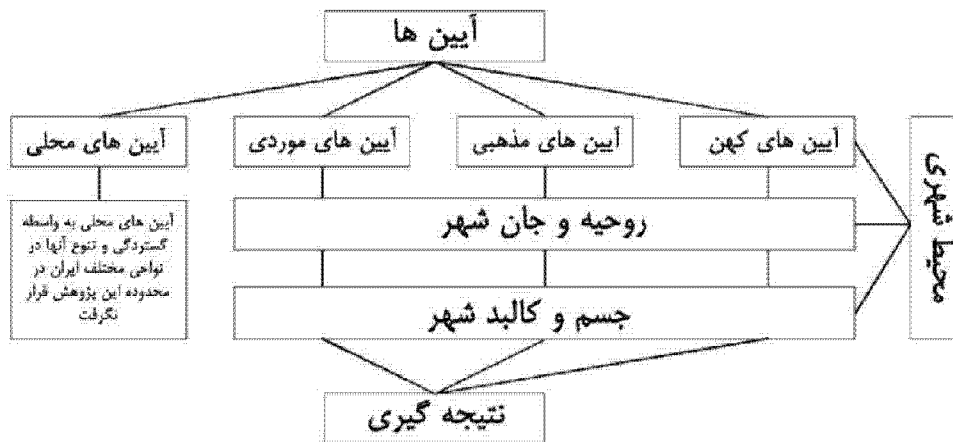 آیین ها
آیین های کهن
آیین های مذهبی
آیین های موردی
آیین های محلی
محیط شهری
روحیه و جان شهر
آیین های محلی به واسطه
گستردگی و تنوع آنها در
نواحی مختلف ایران در
محدوده این پژوهش قرار
نگرفت
جسم و کالبد شهر
نتیجه گیری